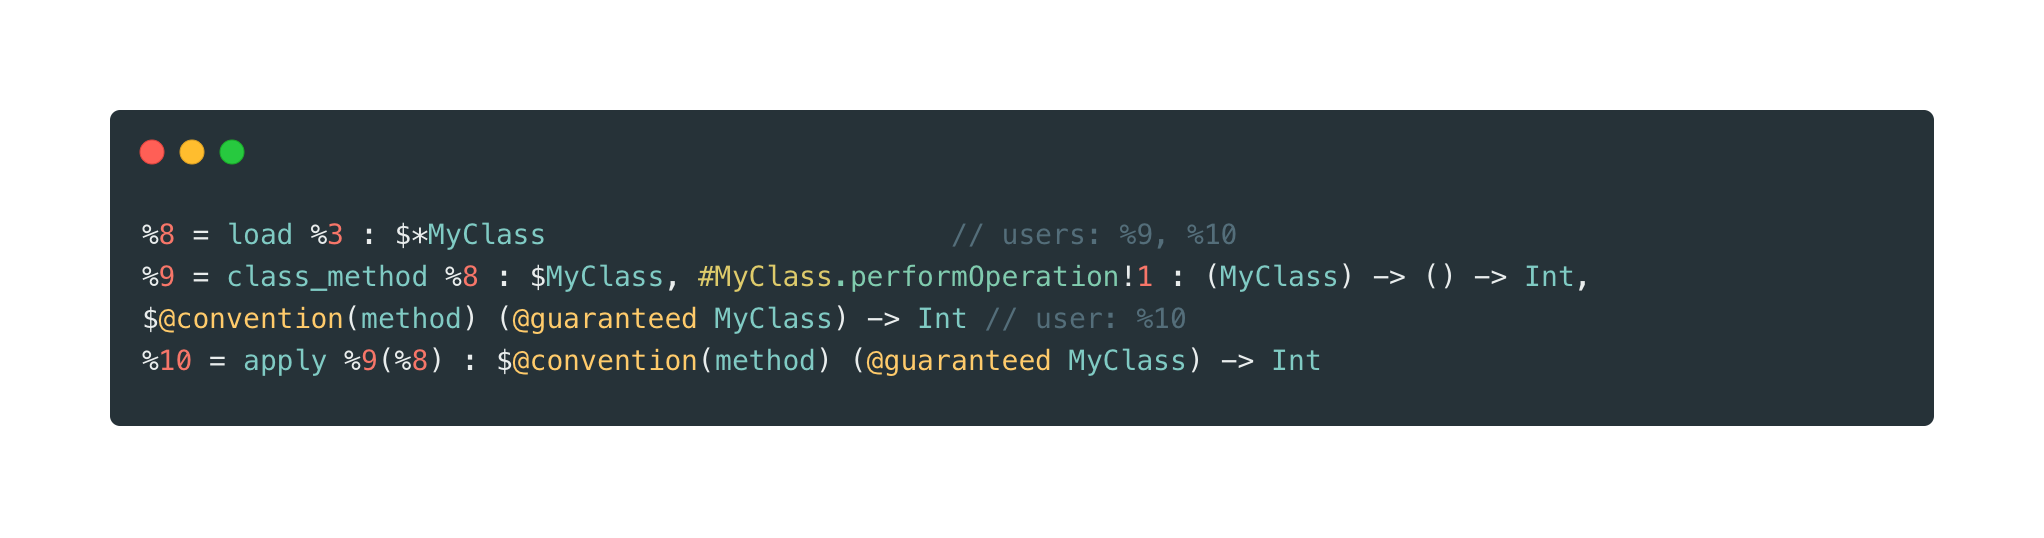 %8 = load %3 : $*MyClass                        // users: %9, %10
%9 = class_method %8 : $MyClass, #MyClass.performOperation!1 : (MyClass) -> () -> Int,
$@convention(method) (@guaranteed MyClass) -> Int // user: %10
%10 = apply %9(%8) : $@convention(method) (@guaranteed MyClass) -> Int